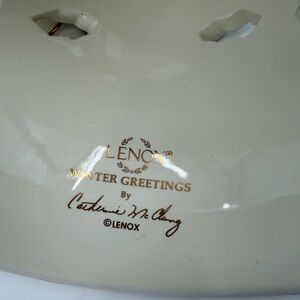 LENOX®
WINTER GREETINGS
By
Catherine McClung
©LENOX